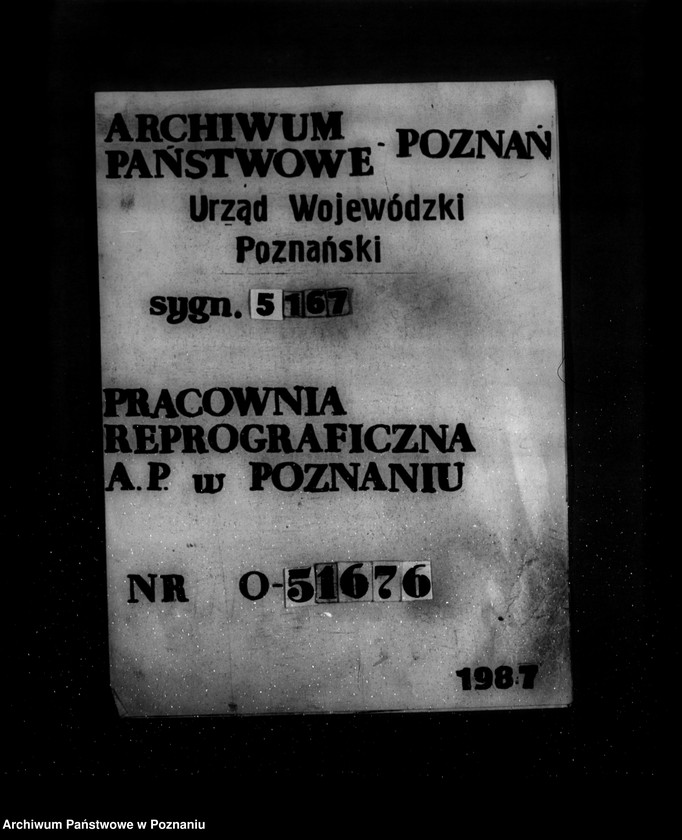 ARCHIWUM
PAŃSTWOWE - POZNAŃ
Urząd Wojewódzki
Poznański
sygn. 5167
PRACOWNIA
REPROGRAFICZNA
A.P. w POZNANIU
NR O-51676
1987
Archiwum Państwowe w Poznaniu